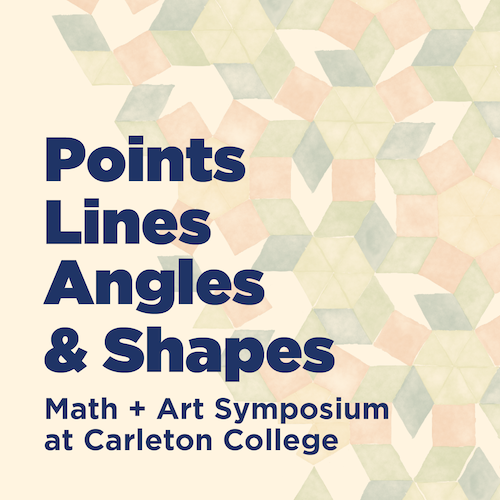 Points
Lines
Angles
& Shapes
Math + Art Symposium
at Carleton College